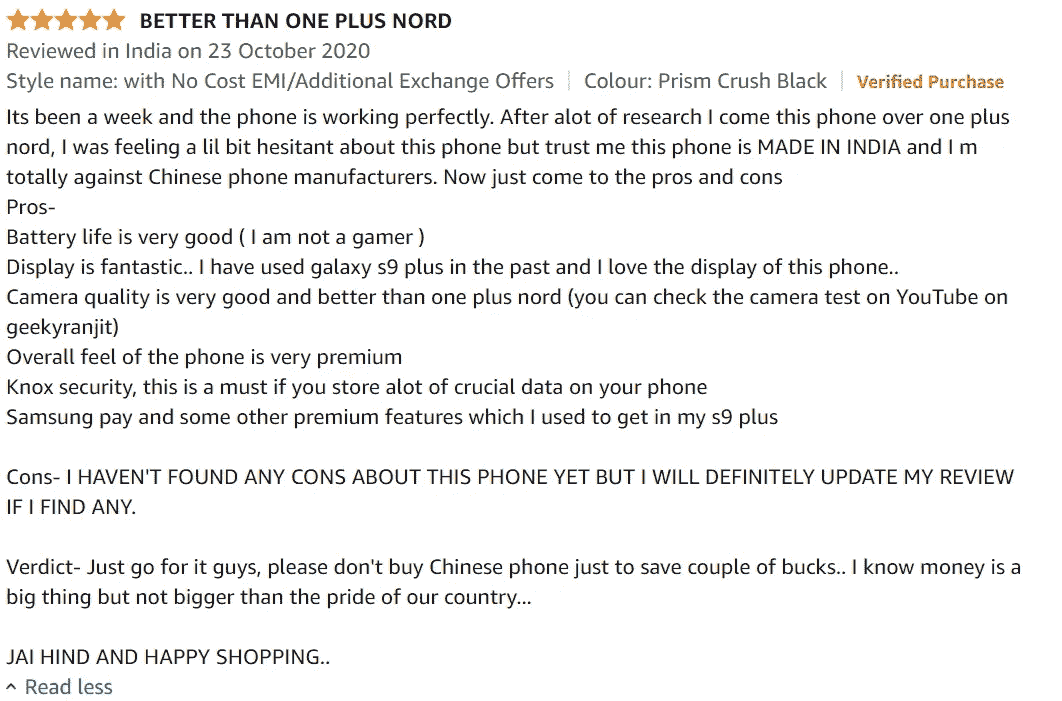 BETTER THAN ONE PLUS NORD
Reviewed in India on 23 October 2020
Style name: with No Cost EMI/Additional Exchange Offers | Colour: Prism Crush Black | Verified Purchase
Its been a week and the phone is working perfectly. After alot of research I come this phone over one plus
nord, I was feeling a lil bit hesitant about this phone but trust me this phone is MADE IN INDIA and I m
totally against Chinese phone manufacturers. Now just come to the pros and cons
Pros-
Battery life is very good ( I am not a gamer )
Display is fantastic.. I have used galaxy s9 plus in the past and I love the display of this phone..
Camera quality is very good and better than one plus nord (you can check the camera test on YouTube on
geekyranjit)
Overall feel of the phone is very premium
Knox security, this is a must if you store alot of crucial data on your phone
Samsung pay and some other premium features which I used to get in my s9 plus
Cons- I HAVEN'T FOUND ANY CONS ABOUT THIS PHONE YET BUT I WILL DEFINITELY UPDATE MY REVIEW
IF I FIND ANY.
Verdict- Just go for it guys, please don't buy Chinese phone just to save couple of bucks.. I know money is a
big thing but not bigger than the pride of our country...
JAI HIND AND HAPPY SHOPPING..
Read less